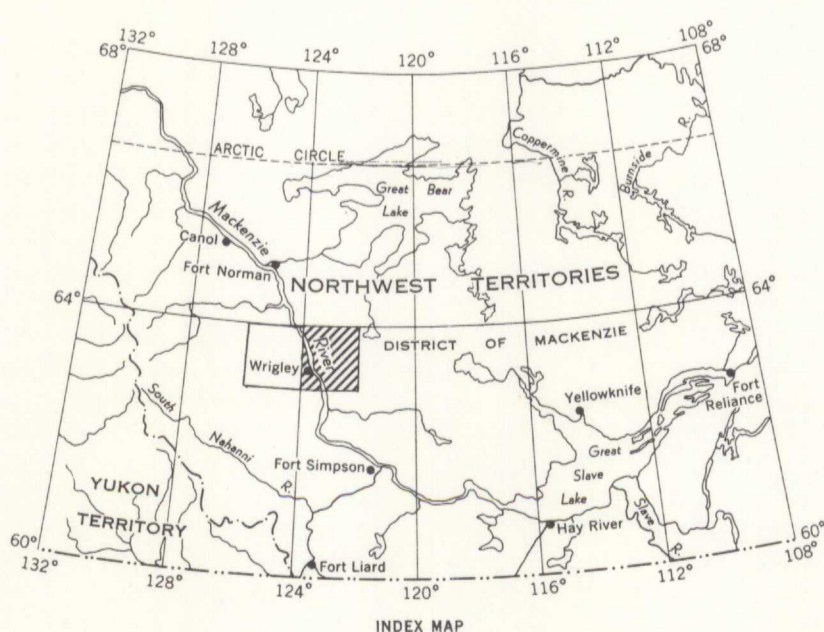 132°
128°
124°
120°
116°
112°
108°
68°
68°
ARCTIC CIRCLE
Great Bear
Lake
Coppermine
R.
Burnside
R.
Mackenzie
Canol
Fort Norman
NORTHWEST TERRITORIES
64°
64°
DISTRICT OF MACKENZIE
River
Wrigley
Yellowknife
Fort
Reliance
South
Nahanni
R.
Fort Simpson
Great
Slave
Lake
Slave
R.
Hay River
YUKON
TERRITORY
Fort Liard
60°
60°
132°
128°
124°
120°
116°
112°
108°
INDEX MAP